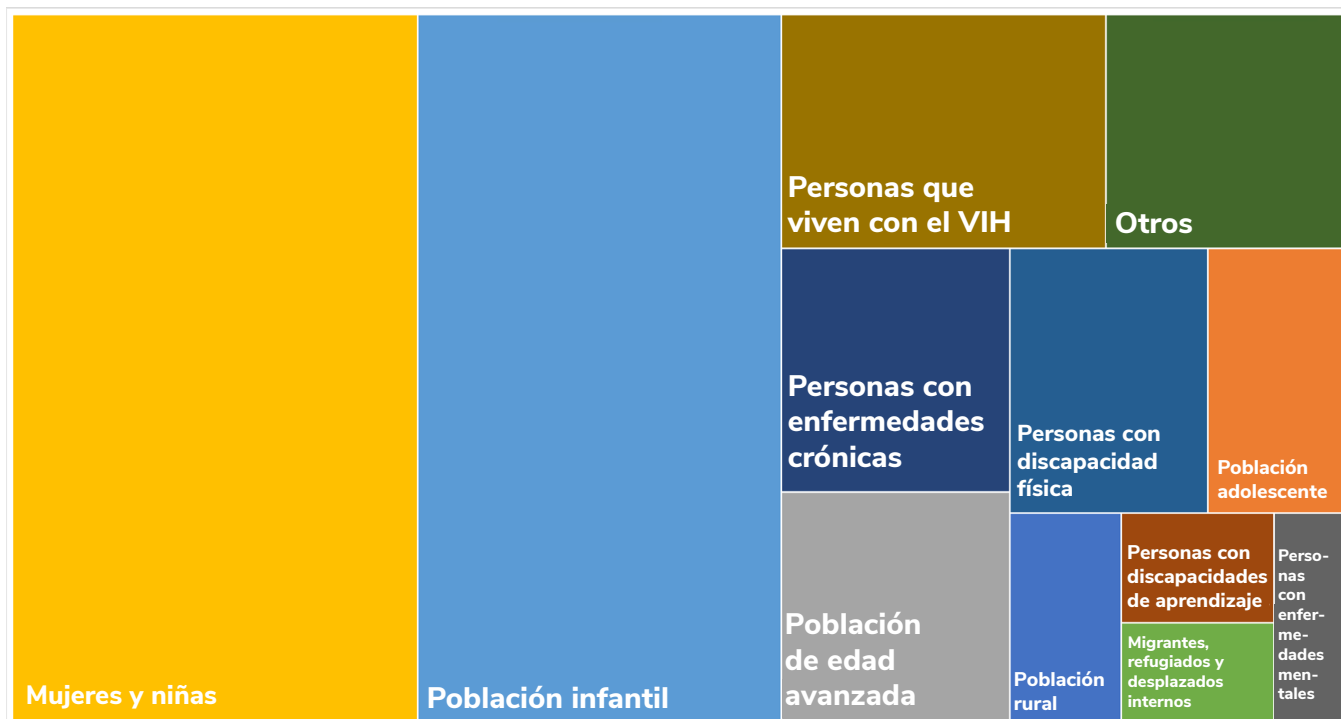 Mujeres y niñas
Población infantil
Personas que
viven con el VIH
Otros
Personas con
enfermedades
crónicas
Personas con
discapacidad
física
Población
adolescente
Población
de edad
avanzada
Población
rural
Personas con
discapacidades
de aprendizaje
Migrantes,
refugiados y
desplazados
internos
Perso-
nas
con
enfer-
me-
dades
men-
tales